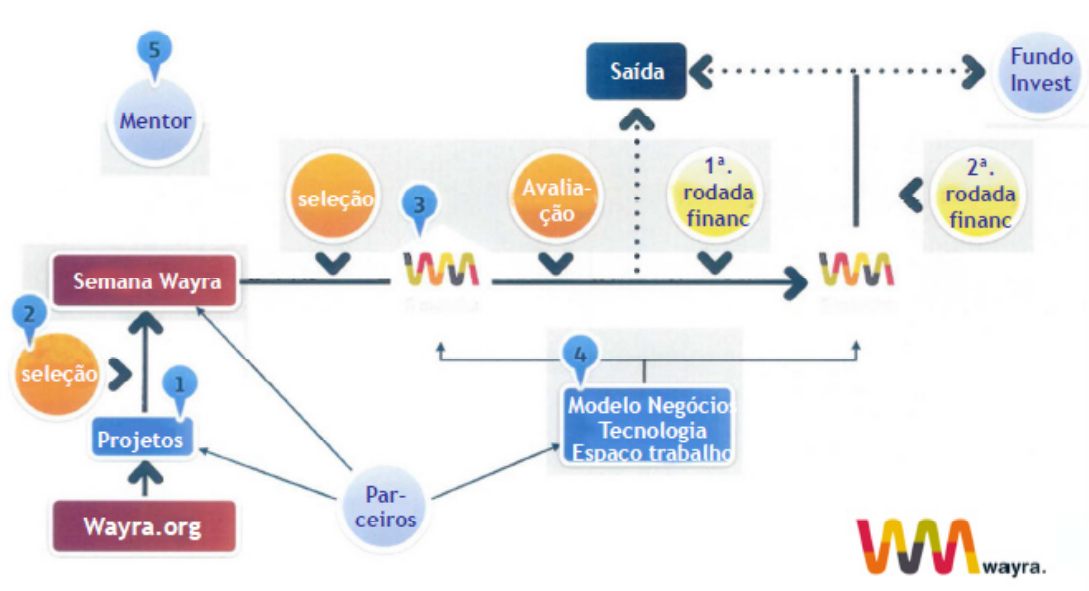 5
Mentor
Saída
Fundo
Invest
seleção
3
Avalia-
ção
1ª.
rodada
financ
2ª.
rodada
financ
Semana Wayra
2
seleção
1
Projetos
Wayra.org
Par-
ceiros
4
Modelo Negócios
Tecnologia
Espaço trabalho
wayra.